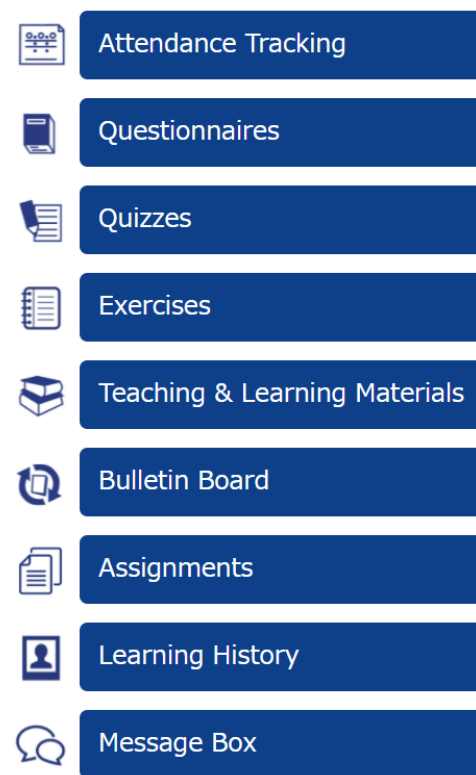 Attendance Tracking
Questionnaires
Quizzes
Exercises
Teaching & Learning Materials
Bulletin Board
Assignments
Learning History
Message Box